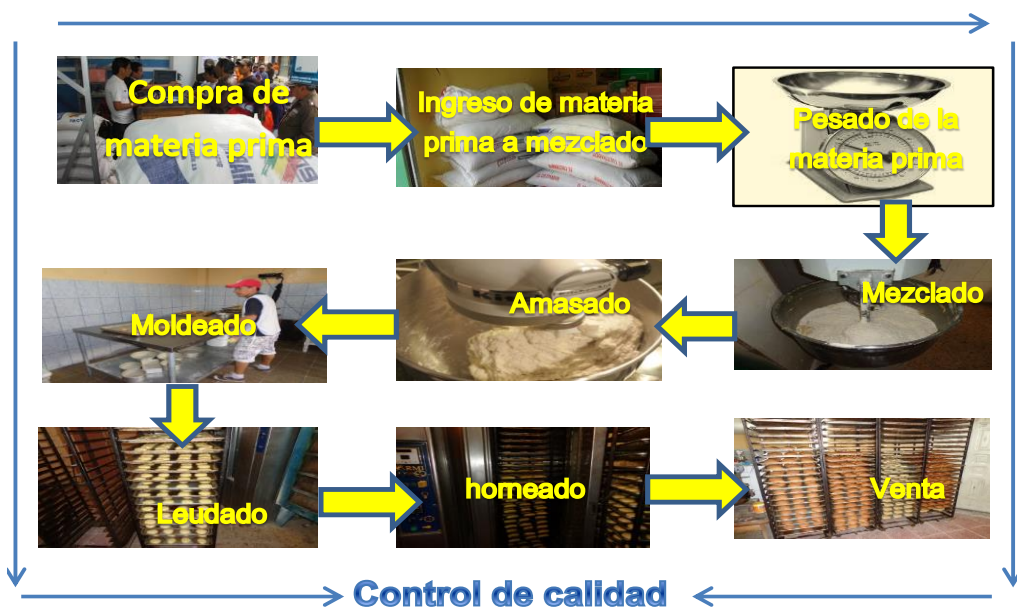 Compra de
materia prima
Ingreso de materia
prima a mezclado
Pesado de la
materia prima
Mezclado
Amasado
Moldeado
Leudado
horneado
Venta
Control de calidad